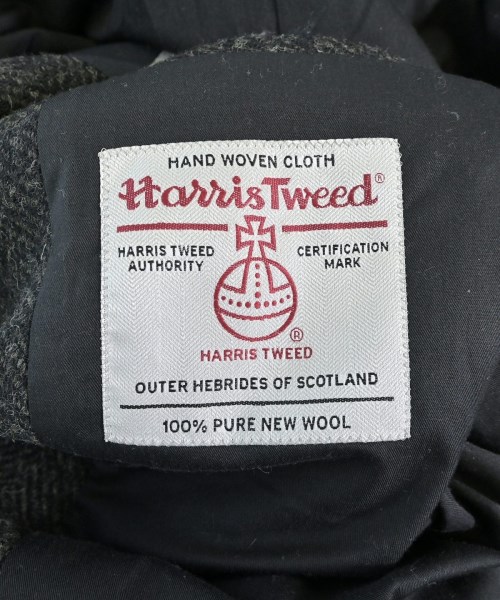 HAND WOVEN CLOTH
Harris Tweed®
HARRIS TWEED AUTHORITY
CERTIFICATION MARK
®
HARRIS TWEED
OUTER HEBRIDES OF SCOTLAND
100% PURE NEW WOOL